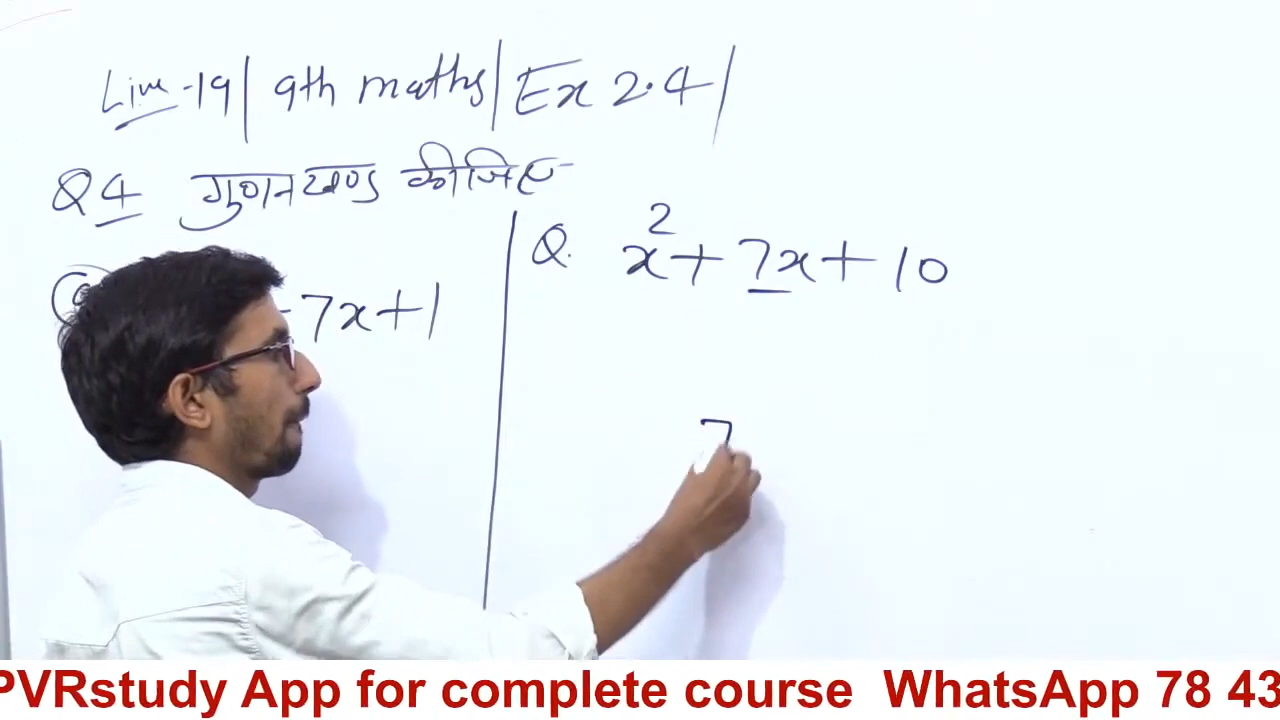 Live-19 | 9th maths | Ex 2.4 |
Q4 गुणनखण्ड कीजिए
7x+1
Q. x²+7x+10
7
PVRstudy App for complete course WhatsApp 78 43